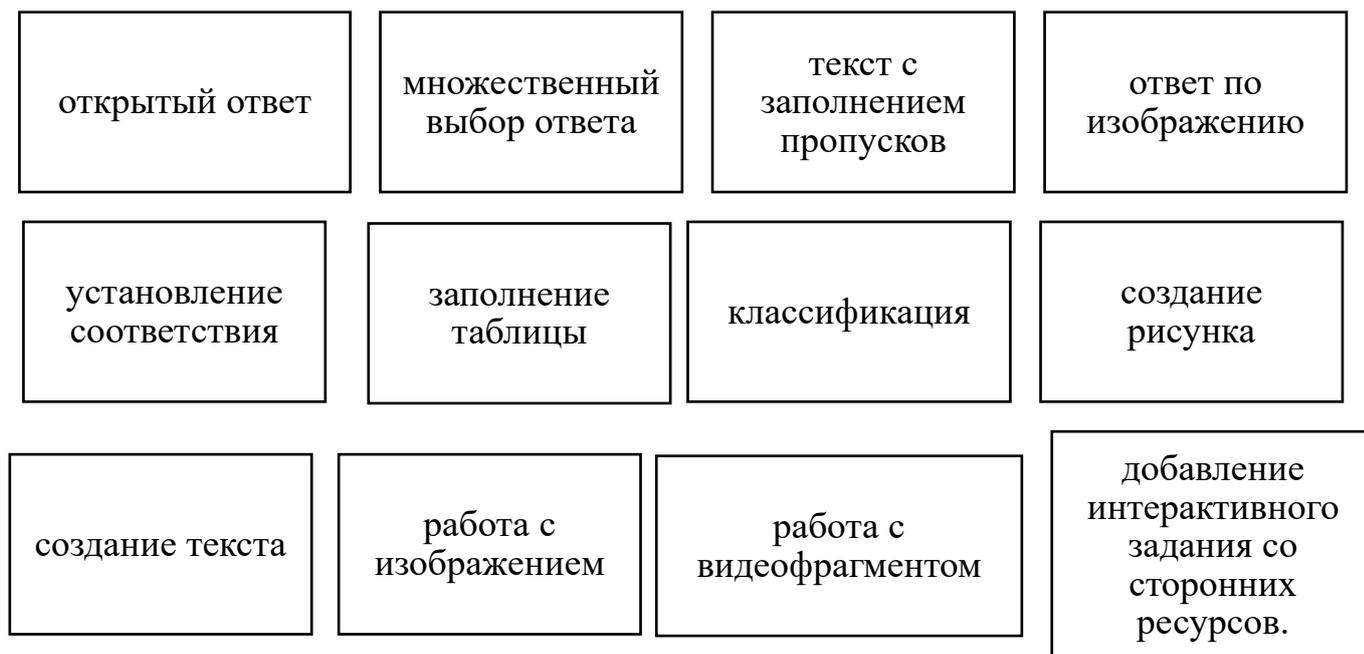 открытый ответ
множественный
выбор ответа
текст с
заполнением
пропусков
ответ по
изображению
установление
соответствия
заполнение
таблицы
классификация
создание
рисунка
создание текста
работа с
изображением
работа с
видеофрагментом
добавление
интерактивного
задания со
сторонних
ресурсов.